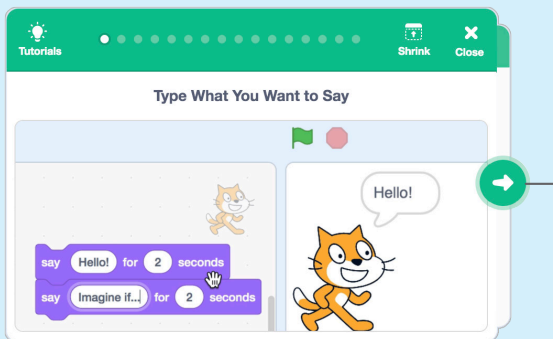 Tutorials
Shrink
Close
Type What You Want to Say
Hello!
say Hello! for 2 seconds
say Imagine if... for 2 seconds